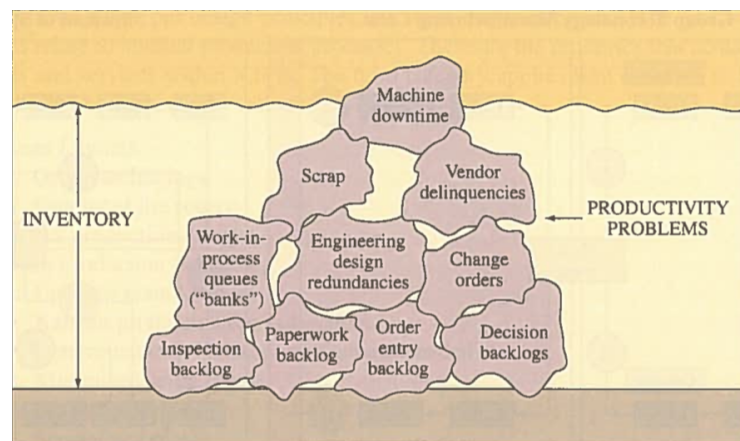 Machine
downtime
Scrap
Vendor
delinquencies
INVENTORY
PRODUCTIVITY
PROBLEMS
Work-in-
process
queues
("banks")
Engineering
design
redundancies
Change
orders
Inspection
backlog
Paperwork
backlog
Order
entry
backlog
Decision
backlogs